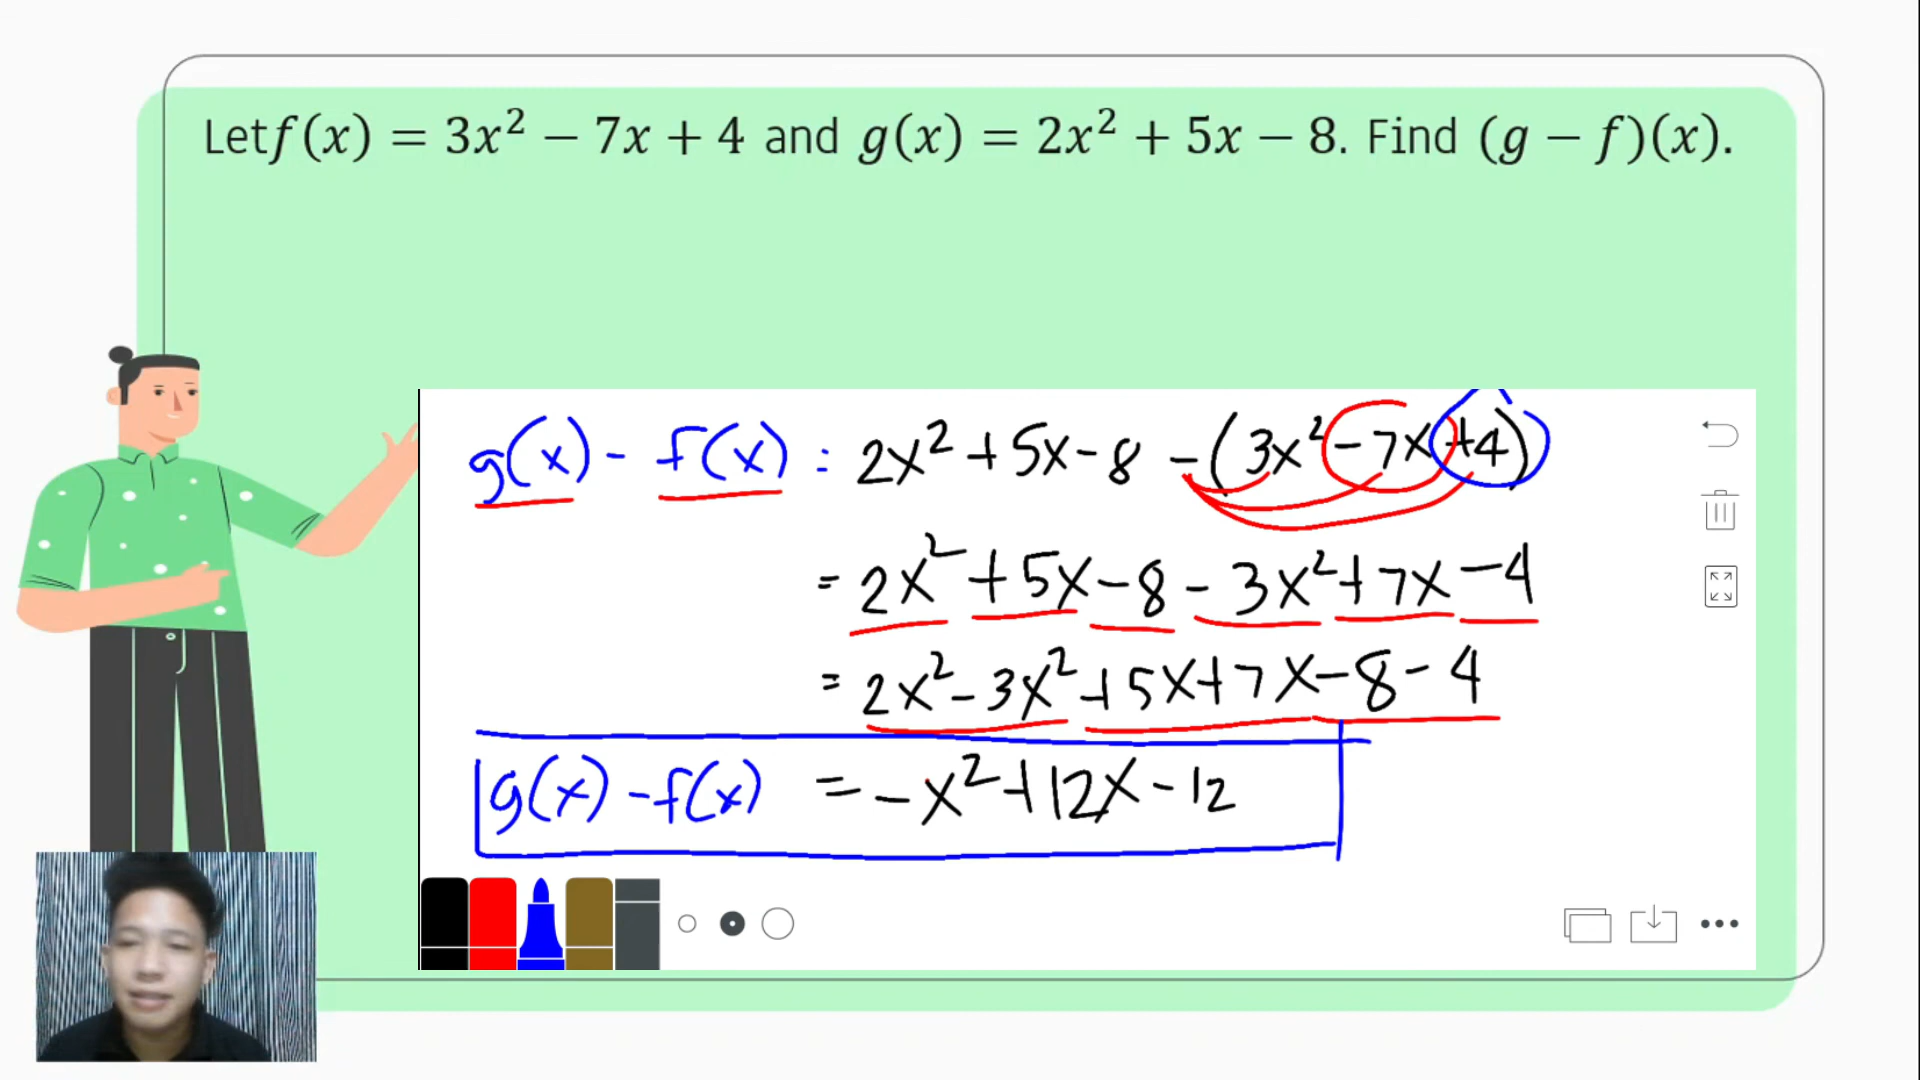 Let f(x) = 3x² − 7x + 4 and g(x) = 2x² + 5x − 8. Find (g − f)(x).
g(x) - f(x) = 2x² + 5x - 8 - (3x² - 7x + 4)
= 2x² + 5x - 8 - 3x² + 7x - 4
= 2x² - 3x² + 5x + 7x - 8 - 4
g(x) - f(x) = -x² + 12x - 12